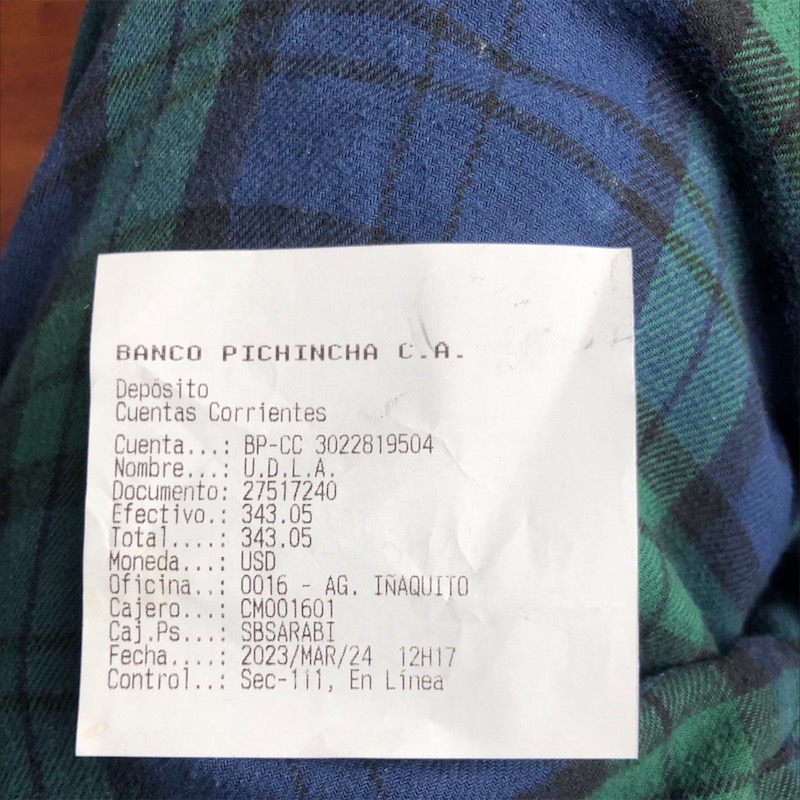 BANCO PICHINCHA C.A.
Depósito
Cuentas Corrientes
Cuenta...: BP-CC 3022819504
Nombre...: U.D.L.A.
Documento: 27517240
Efectivo.: 343.05
Total....: 343.05
Moneda...: USD
Oficina..: 0016 - AG. IÑAQUITO
Cajero...: CM001601
Caj.Ps...: SBSARABI
Fecha....: 2023/MAR/24 12H17
Control..: Sec-111, En Línea